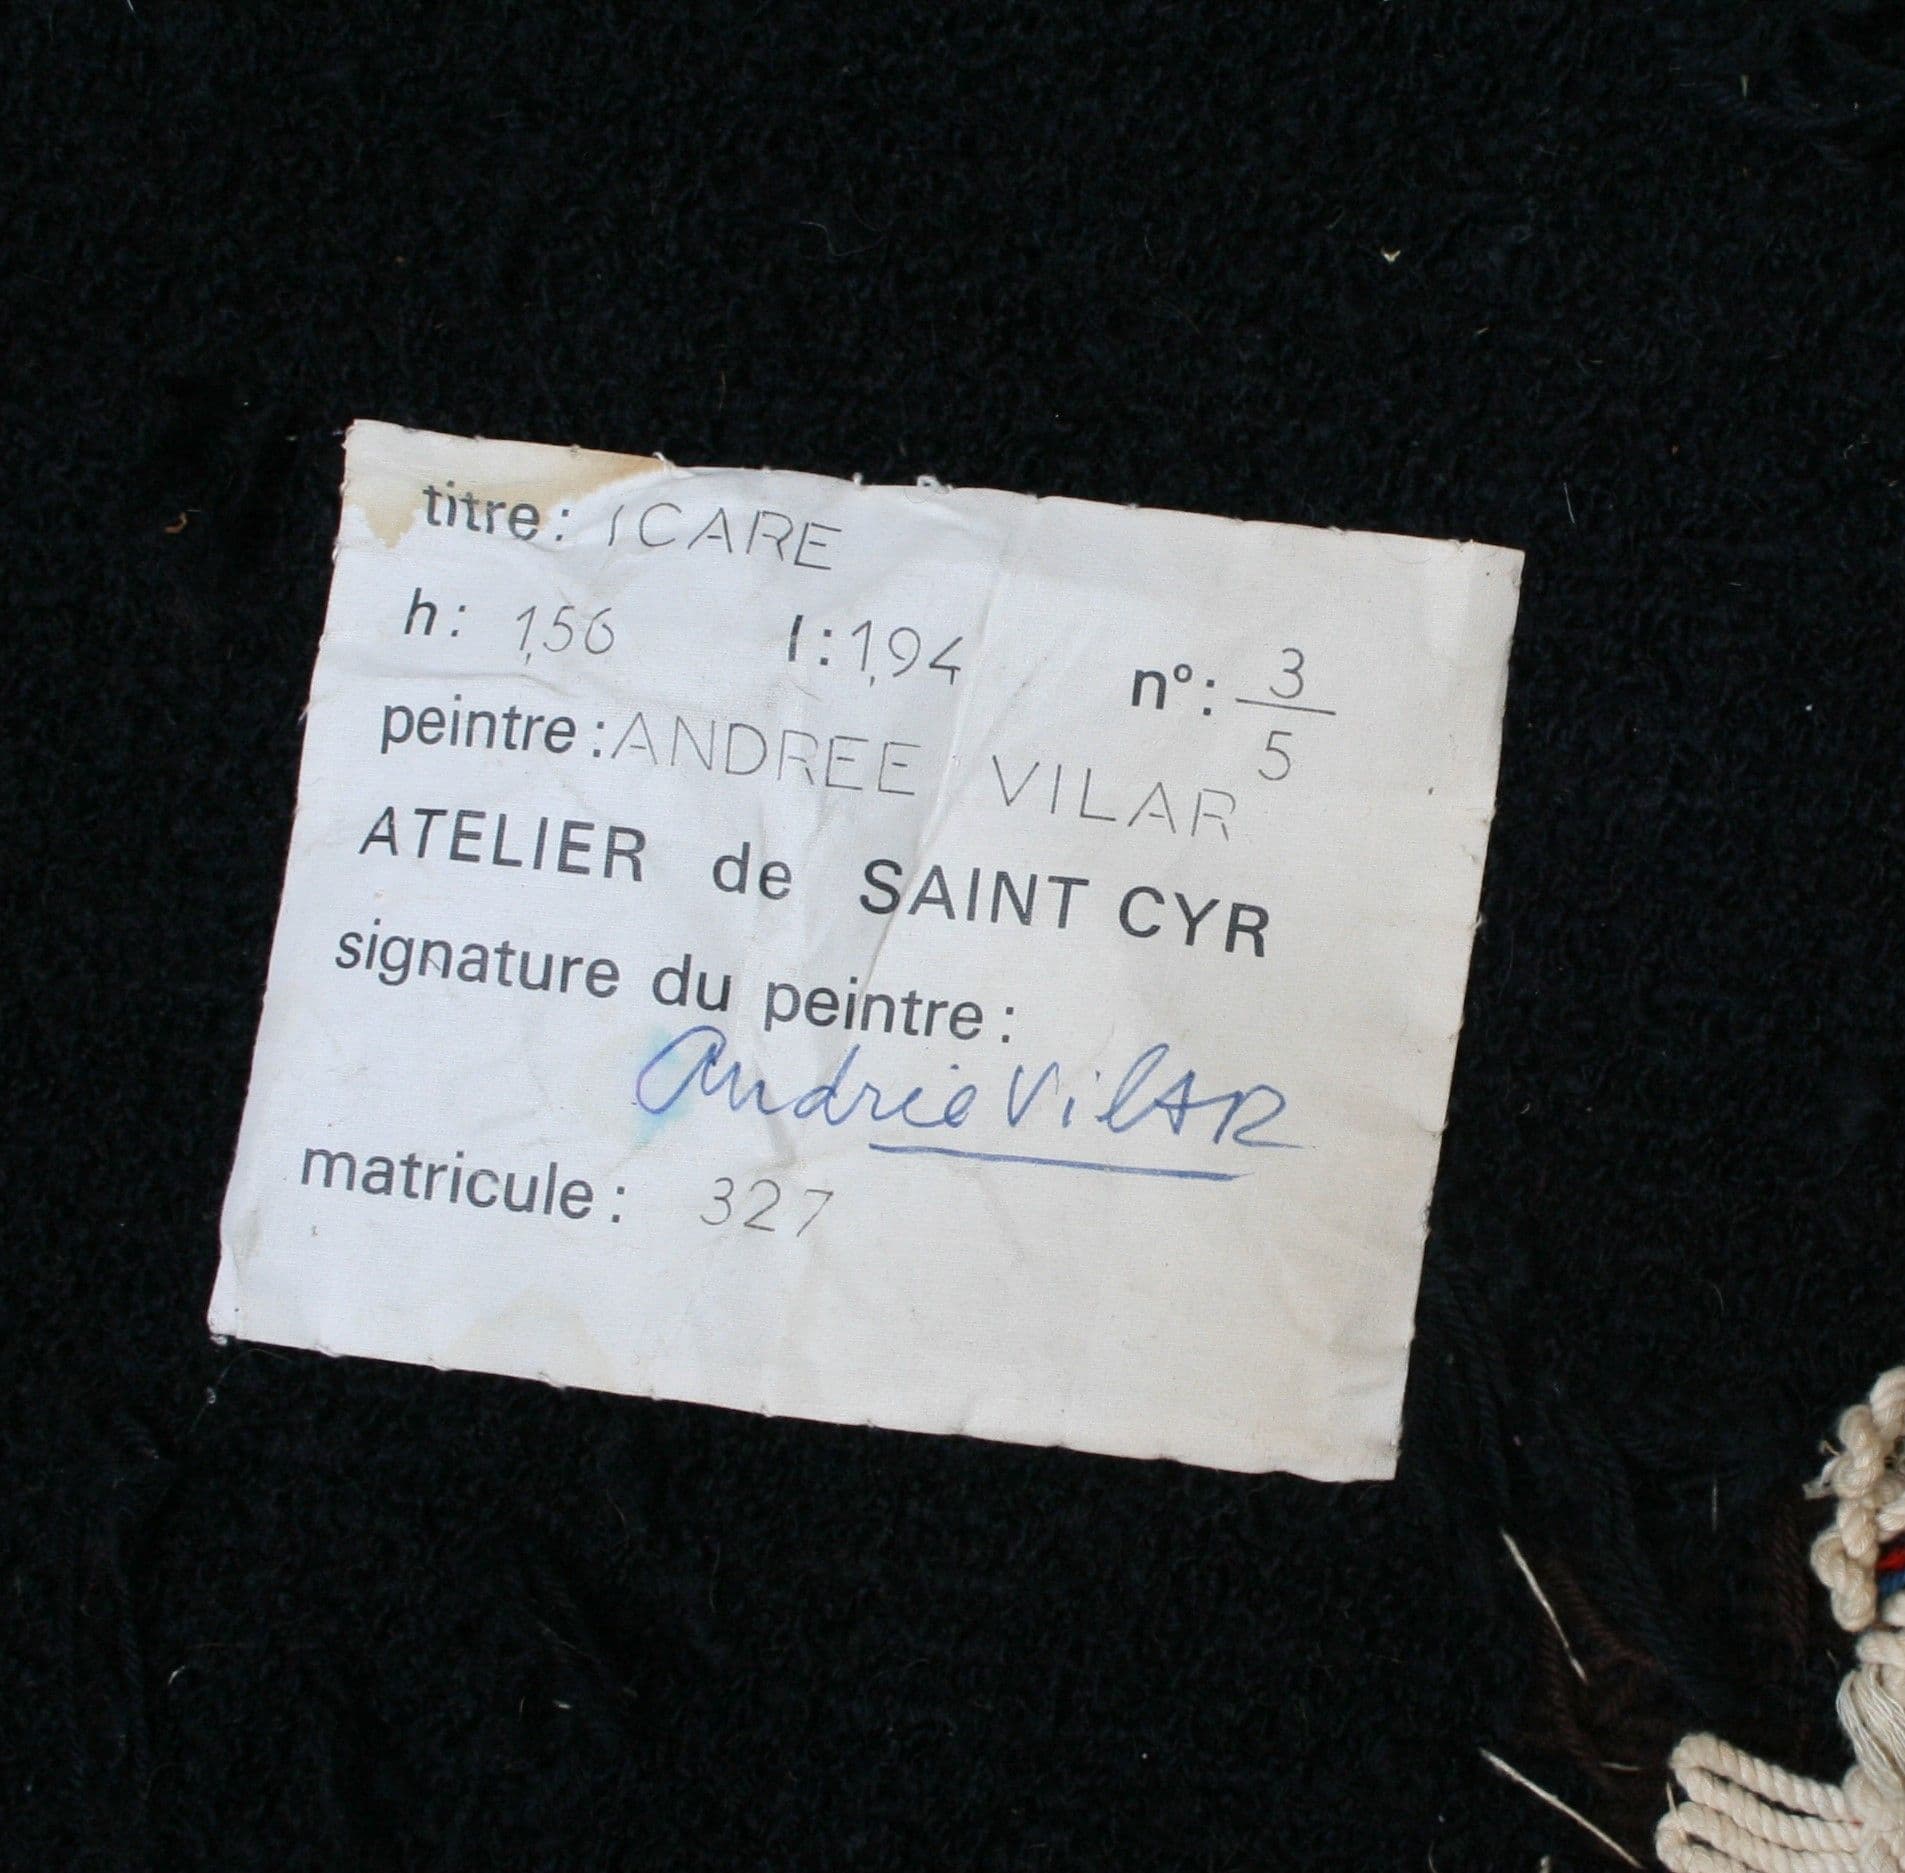 titre: ICARE
h: 1,56 l: 1,94 n°: 3/5
peintre: ANDREE VILAR
ATELIER de SAINT CYR
signature du peintre:
Andrée VilAR
matricule: 327